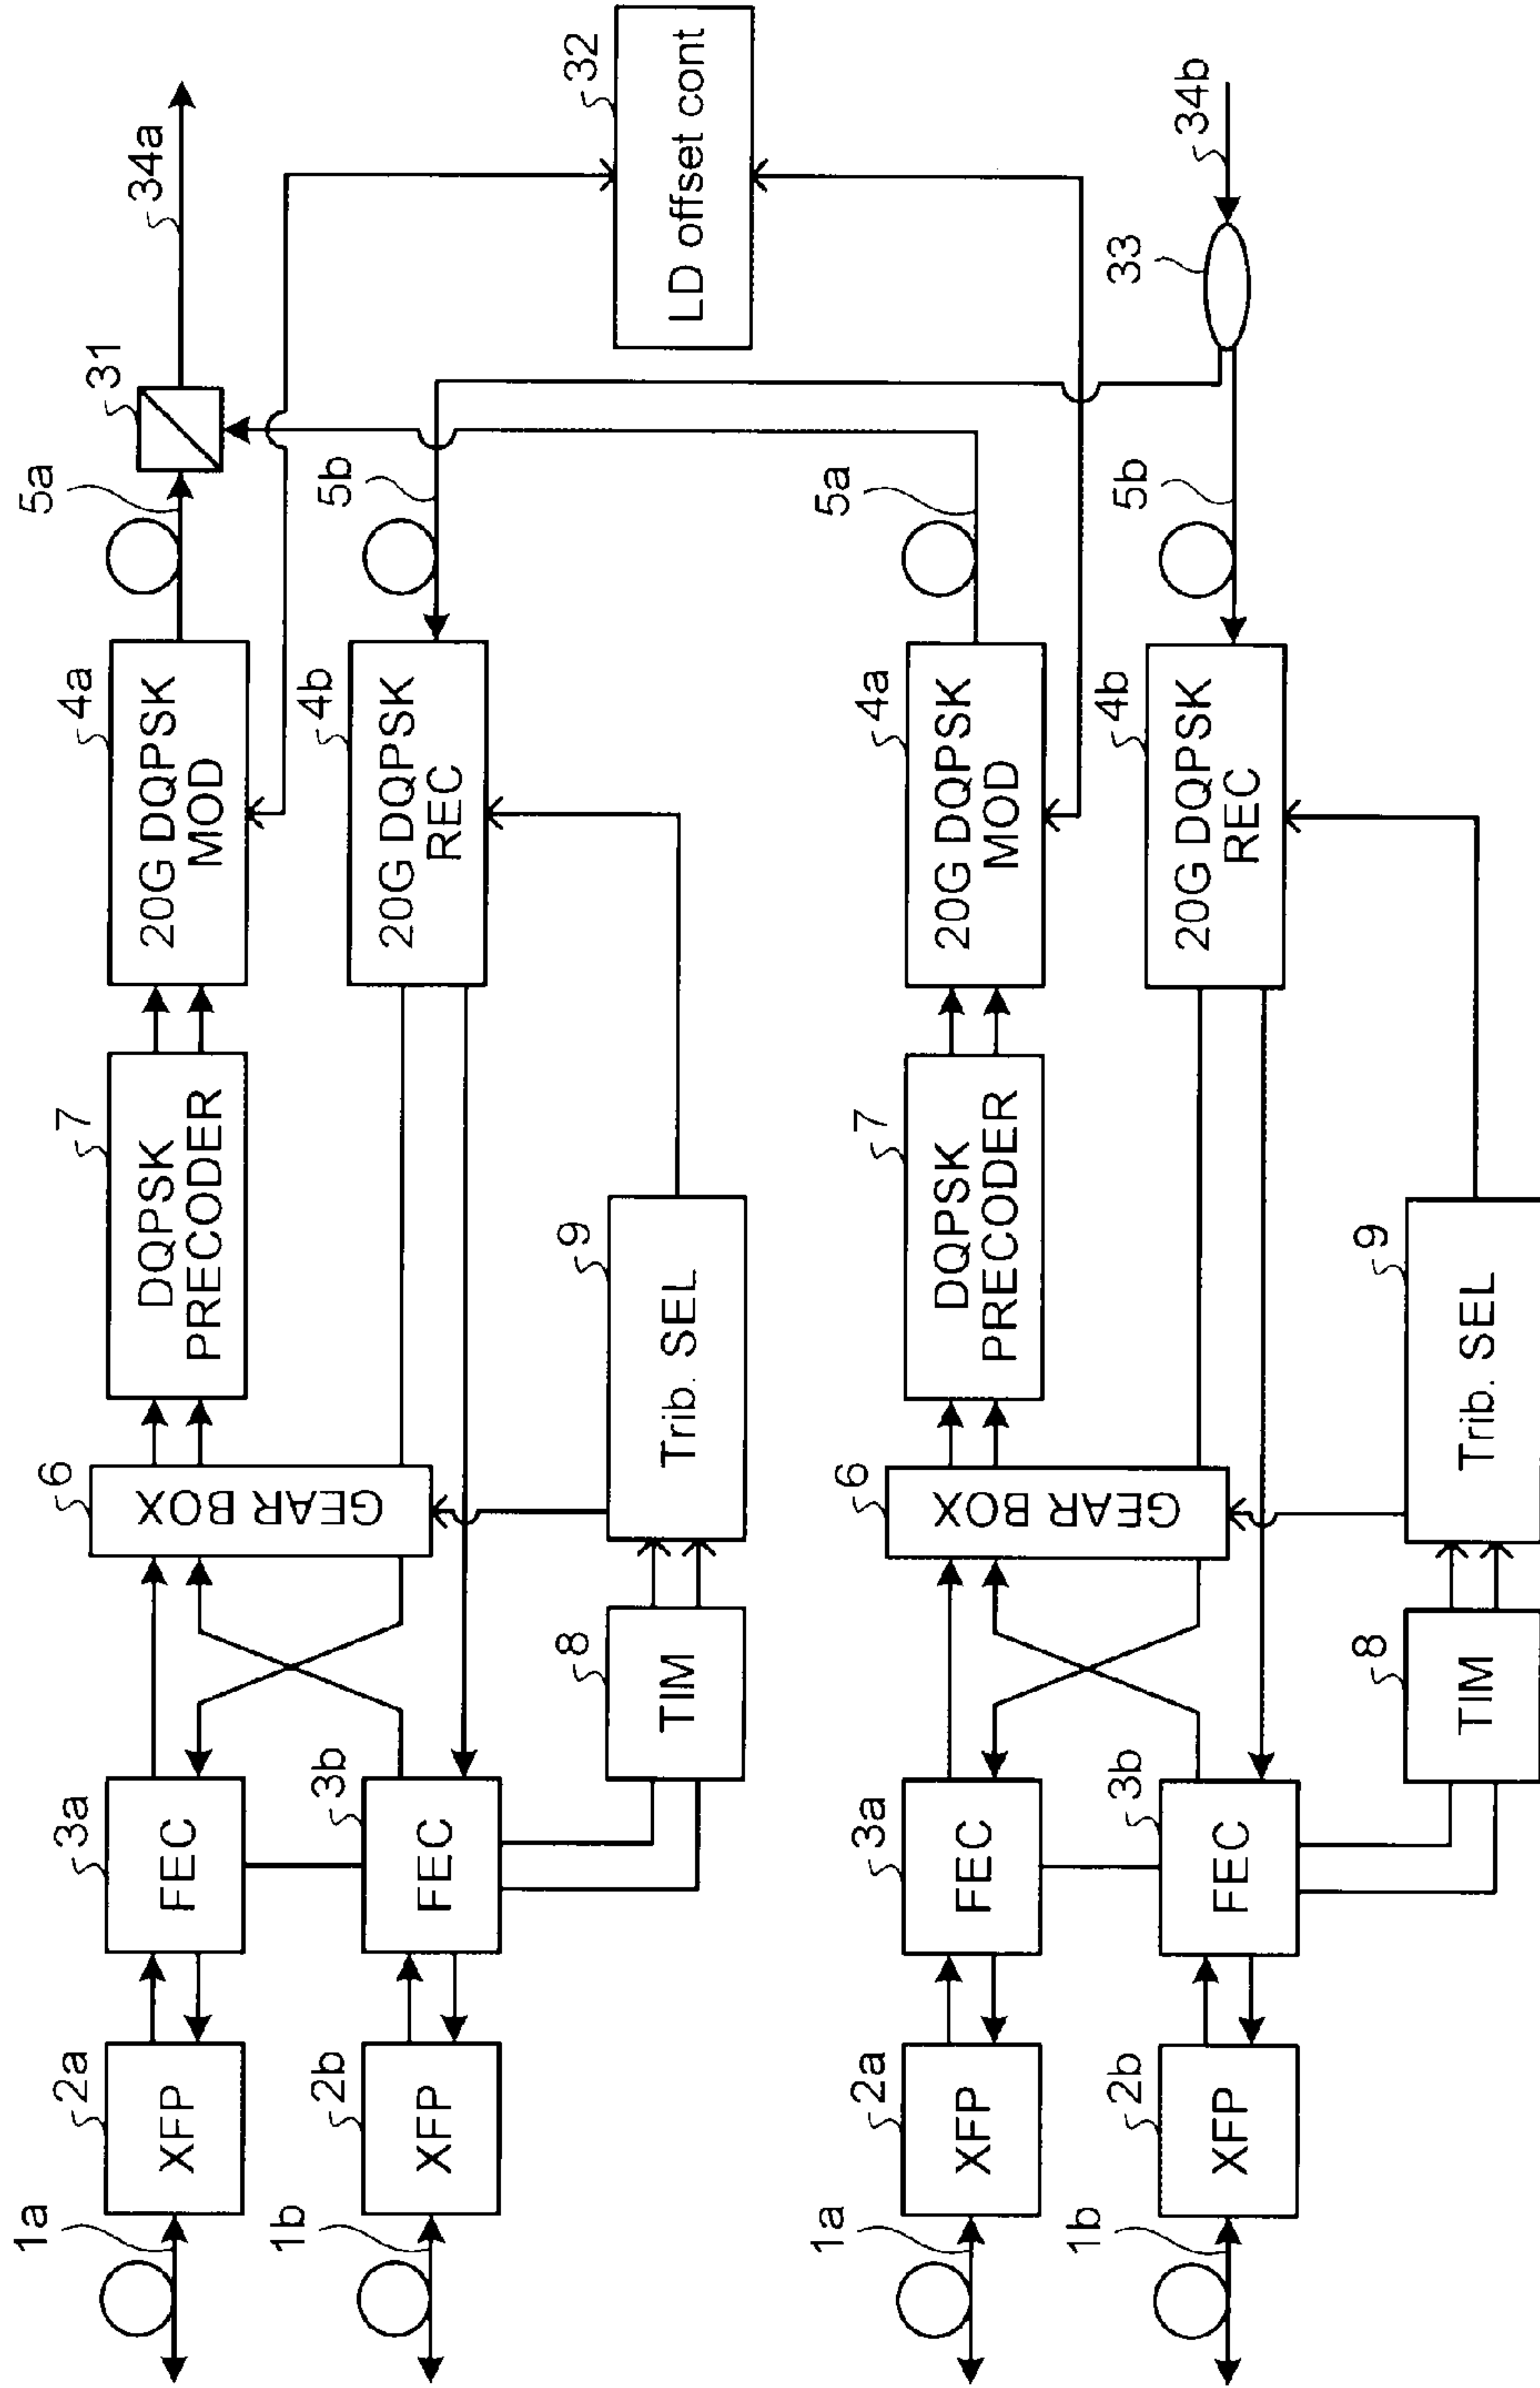 1a
2a
XFP
3a
FEC
6
GEAR BOX
7
DQPSK
PRECODER
4a
20G DQPSK
MOD
5a
31
34a
1b
2b
XFP
3b
FEC
4b
20G DQPSK
REC
5b
8
TIM
9
Trib. SEL
32
LD offset cont
1a
2a
XFP
3a
FEC
6
GEAR BOX
7
DQPSK
PRECODER
4a
20G DQPSK
MOD
5a
1b
2b
XFP
3b
FEC
4b
20G DQPSK
REC
5b
33
34b
8
TIM
9
Trib. SEL